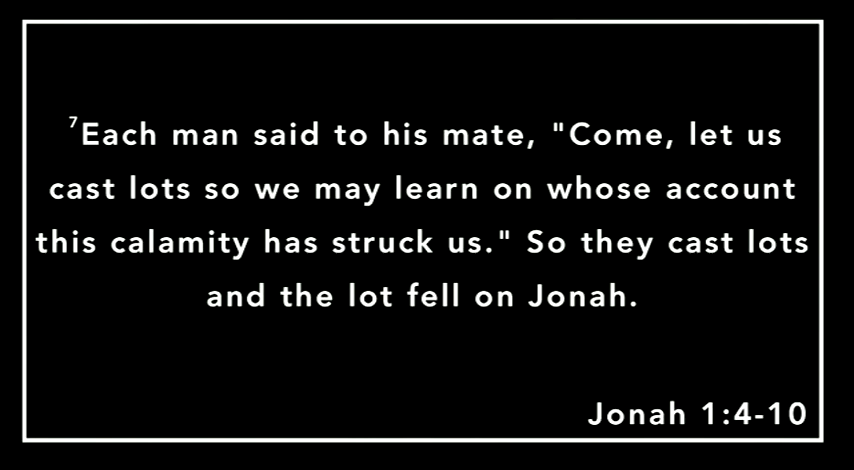 ⁷Each man said to his mate, "Come, let us
cast lots so we may learn on whose account
this calamity has struck us." So they cast lots
and the lot fell on Jonah.
Jonah 1:4-10